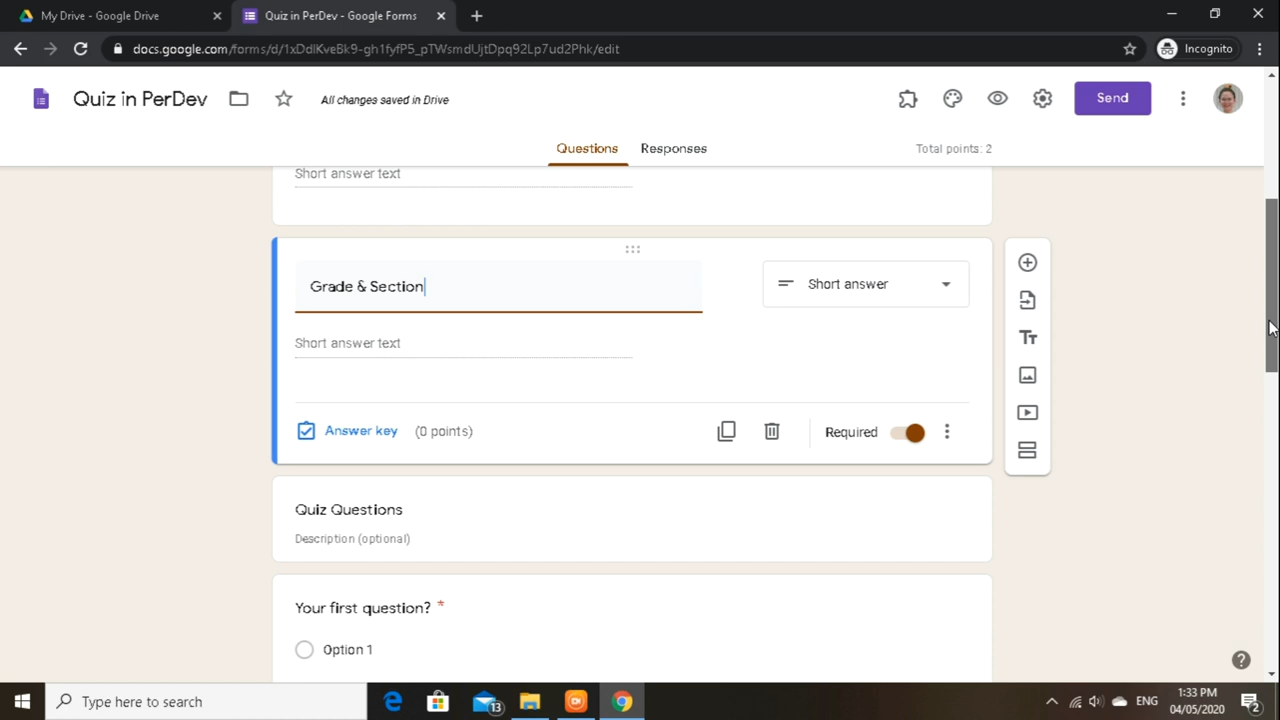 My Drive - Google Drive
Quiz in PerDev - Google Forms
docs.google.com/forms/d/1xDdlKveBk9-gh1fyfP5_pTWsmdUjtDpq92Lp7ud2Phk/edit
Incognito
Quiz in PerDev
All changes saved in Drive
Send
Questions
Responses
Total points: 2
Short answer text
Grade & Section
Short answer
Short answer text
Answer key
(0 points)
Required
Quiz Questions
Description (optional)
Your first question? *
Option 1
Type here to search
13
ENG
1:33 PM
04/05/2020
2